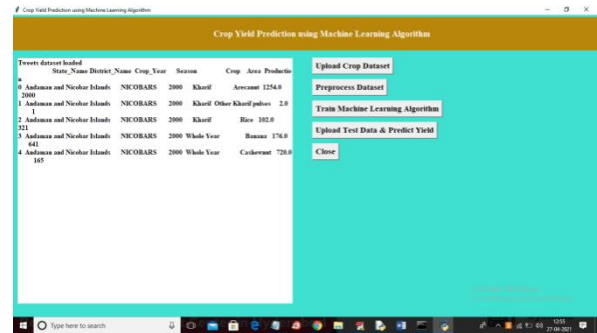 Crop Yield Prediction using Machine Learning Algorithm
Crop Yield Prediction using Machine Learning Algorithm
Tweets dataset loaded
State_Name District_Name Crop_Year Season Crop Area Productio
n
0 Andaman and Nicobar Islands NICOBARS 2000 Kharif Arecanut 1254.0
2000
1 Andaman and Nicobar Islands NICOBARS 2000 Kharif Other Kharif pulses 2.0
1
2 Andaman and Nicobar Islands NICOBARS 2000 Kharif Rice 102.0
321
3 Andaman and Nicobar Islands NICOBARS 2000 Whole Year Banana 176.0
641
4 Andaman and Nicobar Islands NICOBARS 2000 Whole Year Cashewnut 720.0
165
Upload Crop Dataset
Preprocess Dataset
Train Machine Learning Algorithm
Upload Test Data & Predict Yield
Close
Type here to search
12:55
27-04-2021